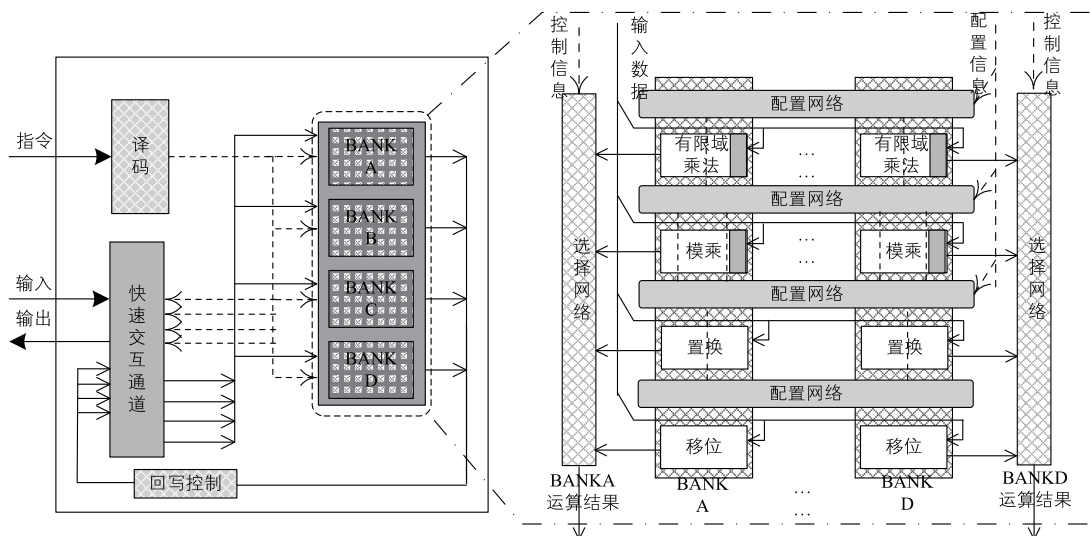 指令
译码
输入
输出
快速交互通道
回写控制
BANK
A
BANK
B
BANK
C
BANK
D
控制信息
输入数据
配置信息
控制信息
配置网络
有限域
乘法
...
...
有限域
乘法
配置网络
模乘
...
...
模乘
配置网络
置换
置换
配置网络
移位
移位
选择网络
选择网络
BANKA
运算结果
BANK
A
...
...
BANK
D
BANKD
运算结果